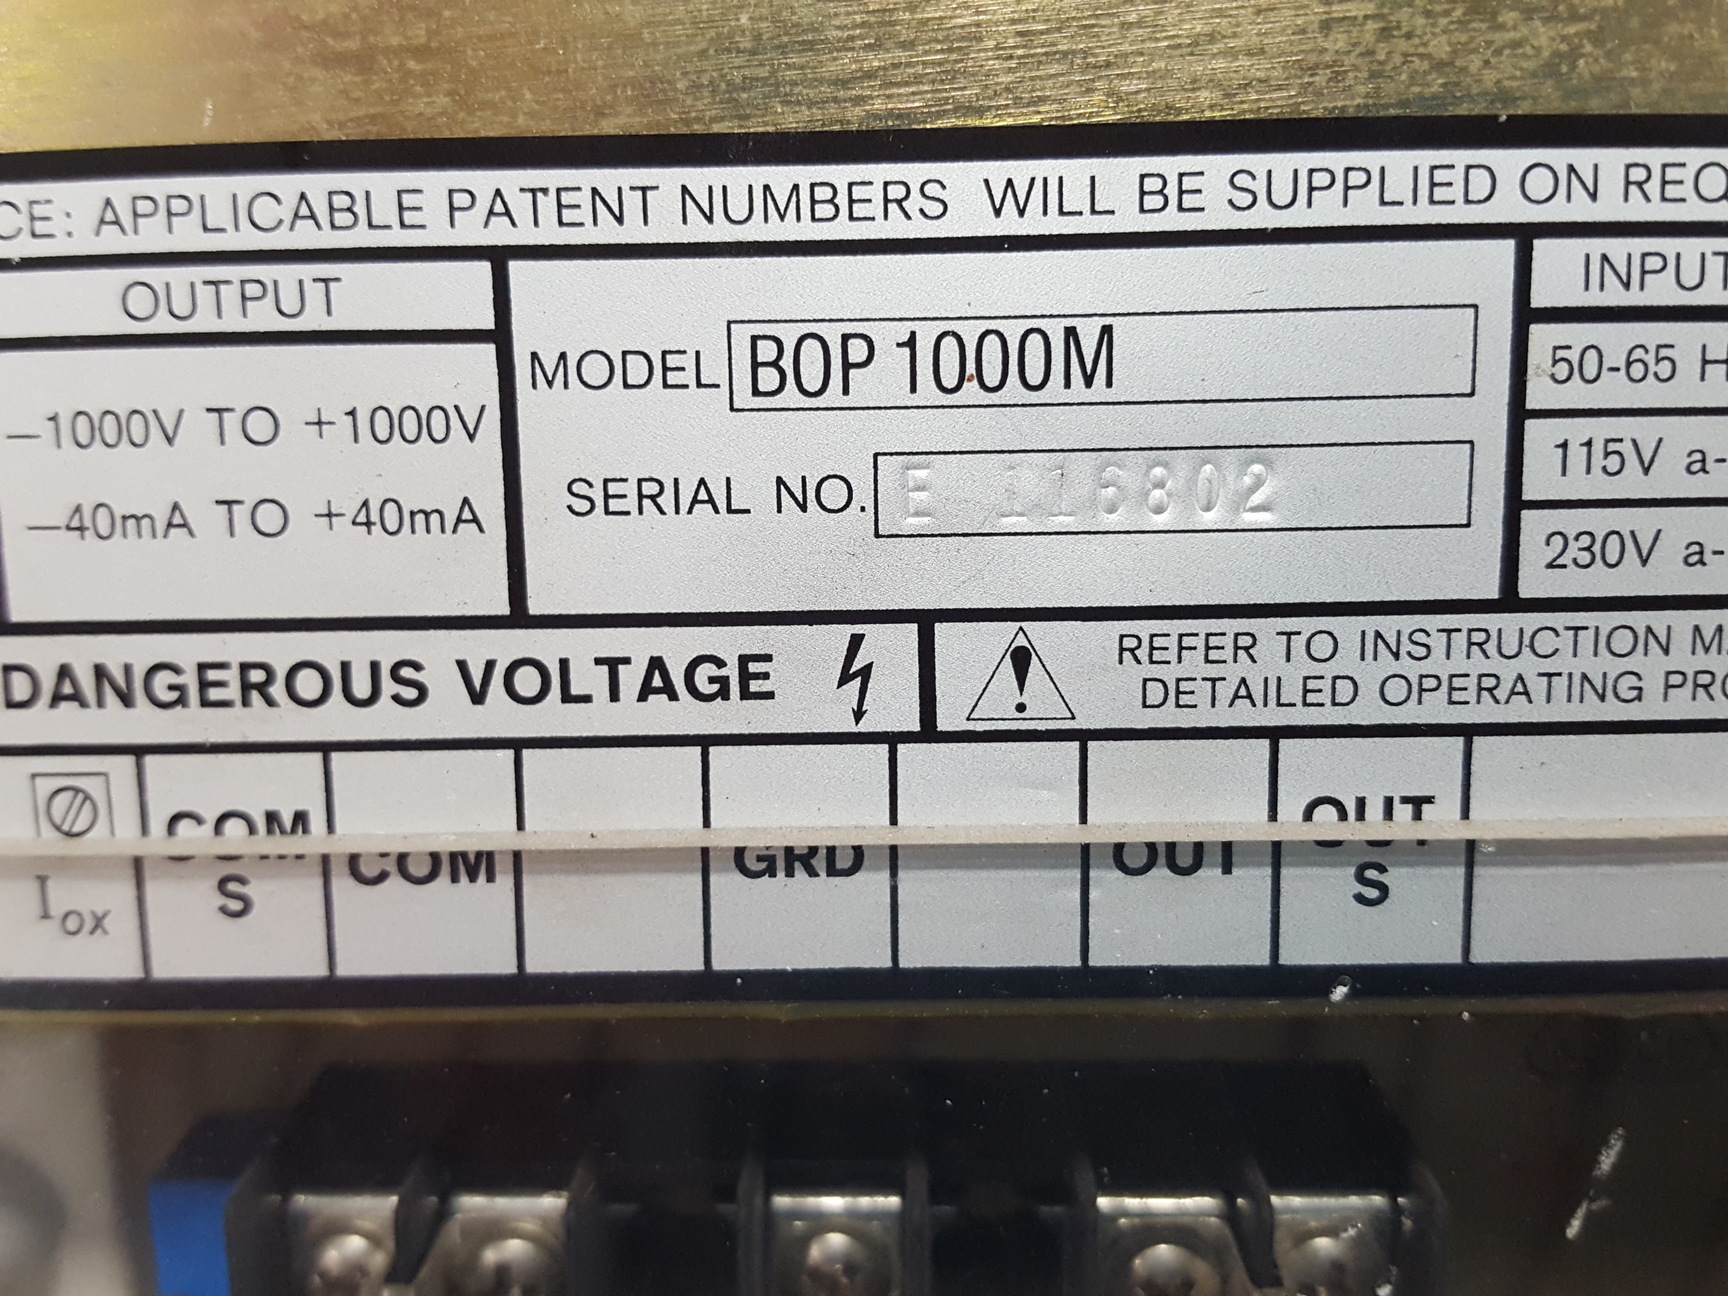 CE: APPLICABLE PATENT NUMBERS WILL BE SUPPLIED ON REQ
OUTPUT
–1000V TO +1000V
–40mA TO +40mA
MODEL BOP 1000M
SERIAL NO. E 116802
INPUT
50-65 H
115V a-
230V a-
DANGEROUS VOLTAGE
REFER TO INSTRUCTION MA
DETAILED OPERATING PRO
Iox
COM
S
COM
GRD
OUT
OUT
S